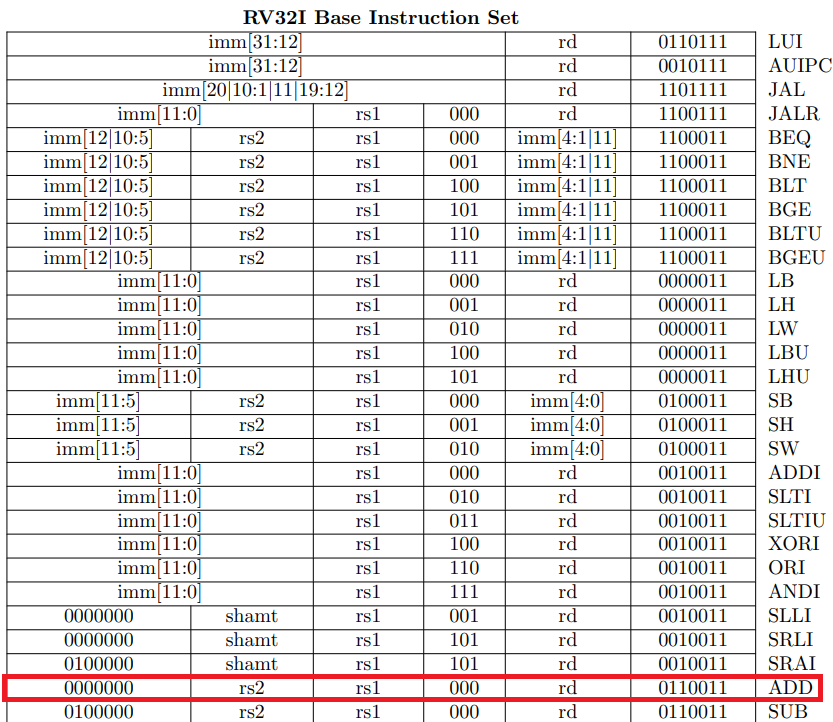 RV32I Base Instruction Set
imm[31:12] rd 0110111 LUI
imm[31:12] rd 0010111 AUIPC
imm[20|10:1|11|19:12] rd 1101111 JAL
imm[11:0] rs1 000 rd 1100111 JALR
imm[12|10:5] rs2 rs1 000 imm[4:1|11] 1100011 BEQ
imm[12|10:5] rs2 rs1 001 imm[4:1|11] 1100011 BNE
imm[12|10:5] rs2 rs1 100 imm[4:1|11] 1100011 BLT
imm[12|10:5] rs2 rs1 101 imm[4:1|11] 1100011 BGE
imm[12|10:5] rs2 rs1 110 imm[4:1|11] 1100011 BLTU
imm[12|10:5] rs2 rs1 111 imm[4:1|11] 1100011 BGEU
imm[11:0] rs1 000 rd 0000011 LB
imm[11:0] rs1 001 rd 0000011 LH
imm[11:0] rs1 010 rd 0000011 LW
imm[11:0] rs1 100 rd 0000011 LBU
imm[11:0] rs1 101 rd 0000011 LHU
imm[11:5] rs2 rs1 000 imm[4:0] 0100011 SB
imm[11:5] rs2 rs1 001 imm[4:0] 0100011 SH
imm[11:5] rs2 rs1 010 imm[4:0] 0100011 SW
imm[11:0] rs1 000 rd 0010011 ADDI
imm[11:0] rs1 010 rd 0010011 SLTI
imm[11:0] rs1 011 rd 0010011 SLTIU
imm[11:0] rs1 100 rd 0010011 XORI
imm[11:0] rs1 110 rd 0010011 ORI
imm[11:0] rs1 111 rd 0010011 ANDI
0000000 shamt rs1 001 rd 0010011 SLLI
0000000 shamt rs1 101 rd 0010011 SRLI
0100000 shamt rs1 101 rd 0010011 SRAI
0000000 rs2 rs1 000 rd 0110011 ADD
0100000 rs2 rs1 000 rd 0110011 SUB